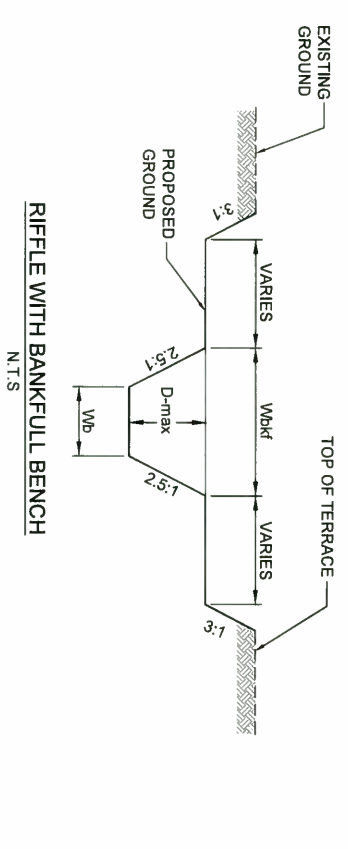 EXISTING
GROUND
TOP OF TERRACE
VARIES
Wbkf
VARIES
3:1
3:1
PROPOSED
GROUND
2.5:1
D-max
2.5:1
Wb
RIFFLE WITH BANKFULL BENCH
N.T.S